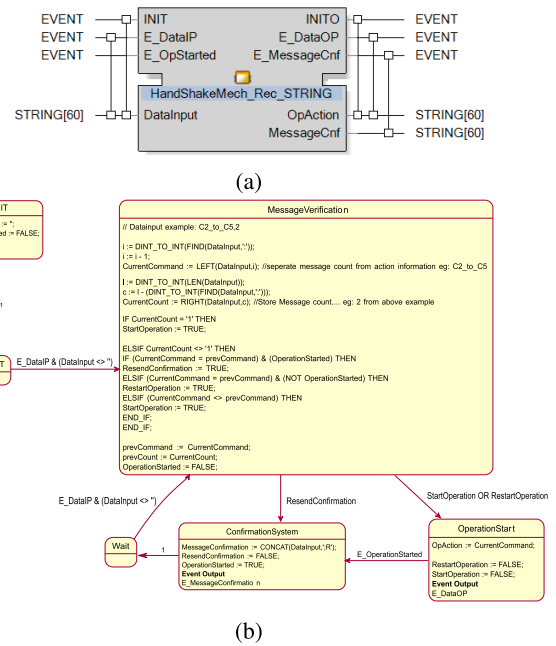 EVENT INIT INITO EVENT
EVENT E_DataIP E_DataOP EVENT
EVENT E_OpStarted E_MessageCnf EVENT
HandShakeMech_Rec_STRING
STRING[60] DataInput OpAction STRING[60]
MessageCnf STRING[60]
(a)
IT
:= '';
ed := FALSE;
1
T
E_DataIP & (DataInput <> '')
MessageVerification
// Datainput example: C2_to_C5,2
i := DINT_TO_INT(FIND(DataInput,':'));
i := i - 1;
CurrentCommand := LEFT(DataInput,i); //seperate message count from action information eg: C2_to_C5
l := DINT_TO_INT(LEN(DataInput));
c := l - (DINT_TO_INT(FIND(DataInput,':')));
CurrentCount := RIGHT(DataInput,c); //Store Message count.... eg: 2 from above example
IF CurrentCount = '1' THEN
StartOperation := TRUE;
ELSIF CurrentCount <> '1' THEN
IF (CurrentCommand = prevCommand) & (OperationStarted) THEN
ResendConfirmation := TRUE;
ELSIF (CurrentCommand = prevCommand) & (NOT OperationStarted) THEN
RestartOperation := TRUE;
ELSIF (CurrentCommand <> prevCommand) THEN
StartOperation := TRUE;
END_IF;
END_IF;
prevCommand := CurrentCommand;
prevCount := CurrentCount;
OperationStarted := FALSE;
E_DataIP & (DataInput <> '')
ResendConfirmation
StartOperation OR RestartOperation
Wait
1
ConfirmationSystem
MessageConfirmation := CONCAT(DataInput,';R');
ResendConfirmation := FALSE;
OperationStarted := TRUE;
Event Output
E_MessageConfirmatio n
E_OperationStarted
OperationStart
OpAction := CurrentCommand;
RestartOperation := FALSE;
StartOperation := FALSE;
Event Output
E_DataOP
(b)